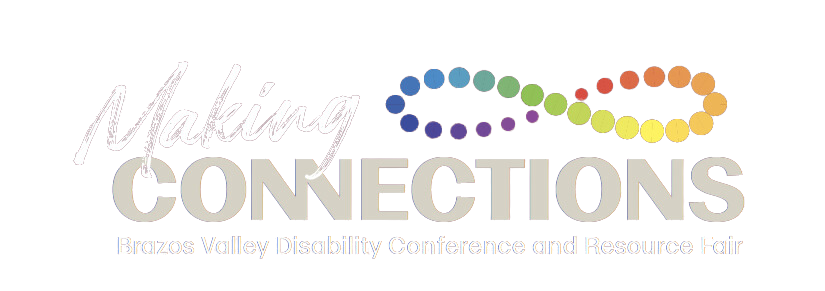 Making
CONNECTIONS
Brazos Valley Disability Conference and Resource Fair